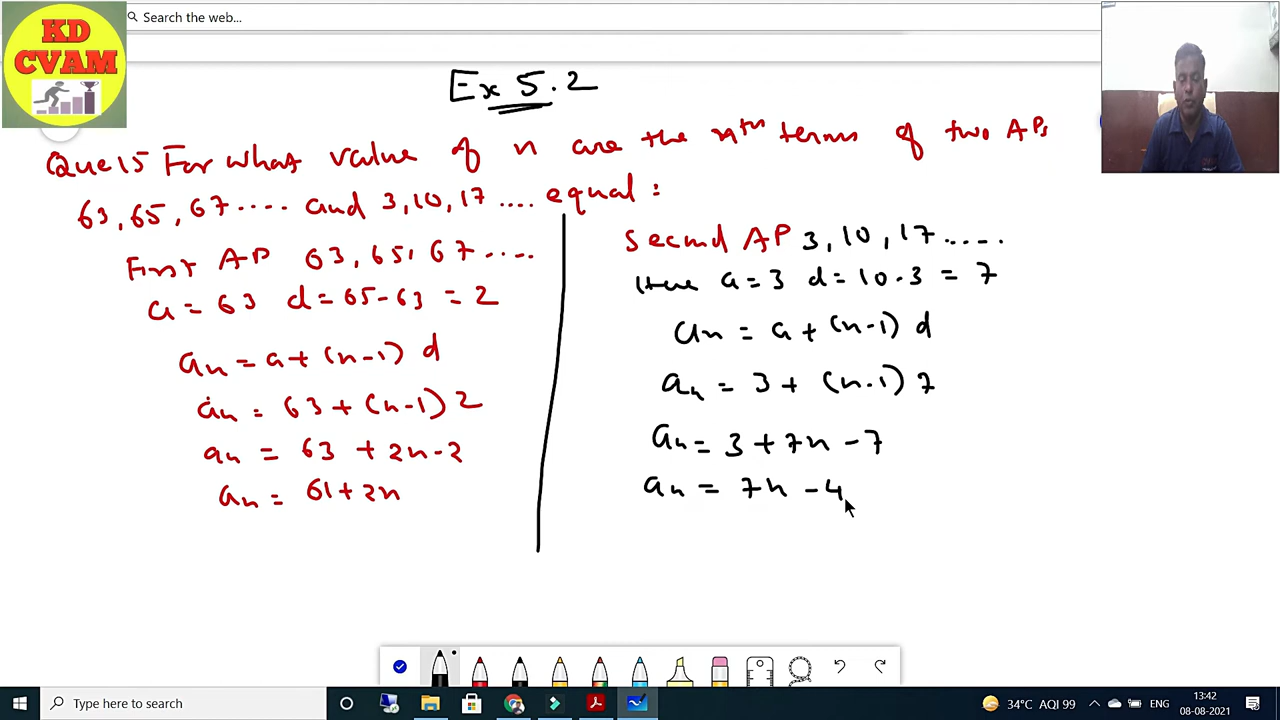 KD
CVAM
Search the web...
Ex 5.2
Que15 For what value of n are the nth terms of two APs
63, 65, 67 .... and 3, 10, 17 .... equal :
First AP 63, 65, 67 ....
a = 63 d = 65 - 63 = 2
an = a + (n-1) d
an = 63 + (n-1) 2
an = 63 + 2n - 2
an = 61 + 2n
Second AP 3, 10, 17 .....
Here a = 3 d = 10 - 3 = 7
an = a + (n-1) d
an = 3 + (n-1) 7
an = 3 + 7n - 7
an = 7n - 4
Type here to search
34°C AQI 99
ENG
13:42
08-08-2021